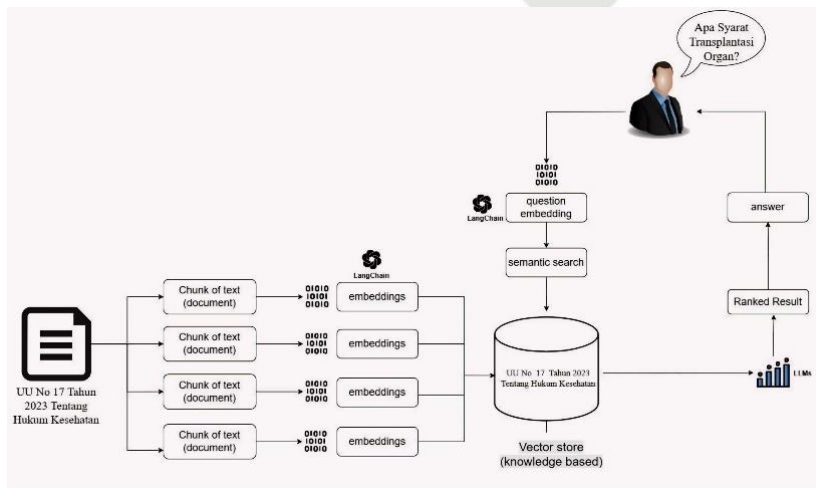 Apa Syarat
Transplantasi
Organ?
01010
10101
01010
LangChain
question
embedding
answer
semantic search
LangChain
Chunk of text
(document)
01010
10101
01010
embeddings
Ranked Result
Chunk of text
(document)
01010
10101
01010
embeddings
UU No 17 Tahun 2023
Tentang Hukum Kesehatan
LLMs
UU No 17 Tahun
2023 Tentang
Hukum Kesehatan
Chunk of text
(document)
01010
10101
01010
embeddings
Chunk of text
(document)
01010
10101
01010
embeddings
Vector store
(knowledge based)